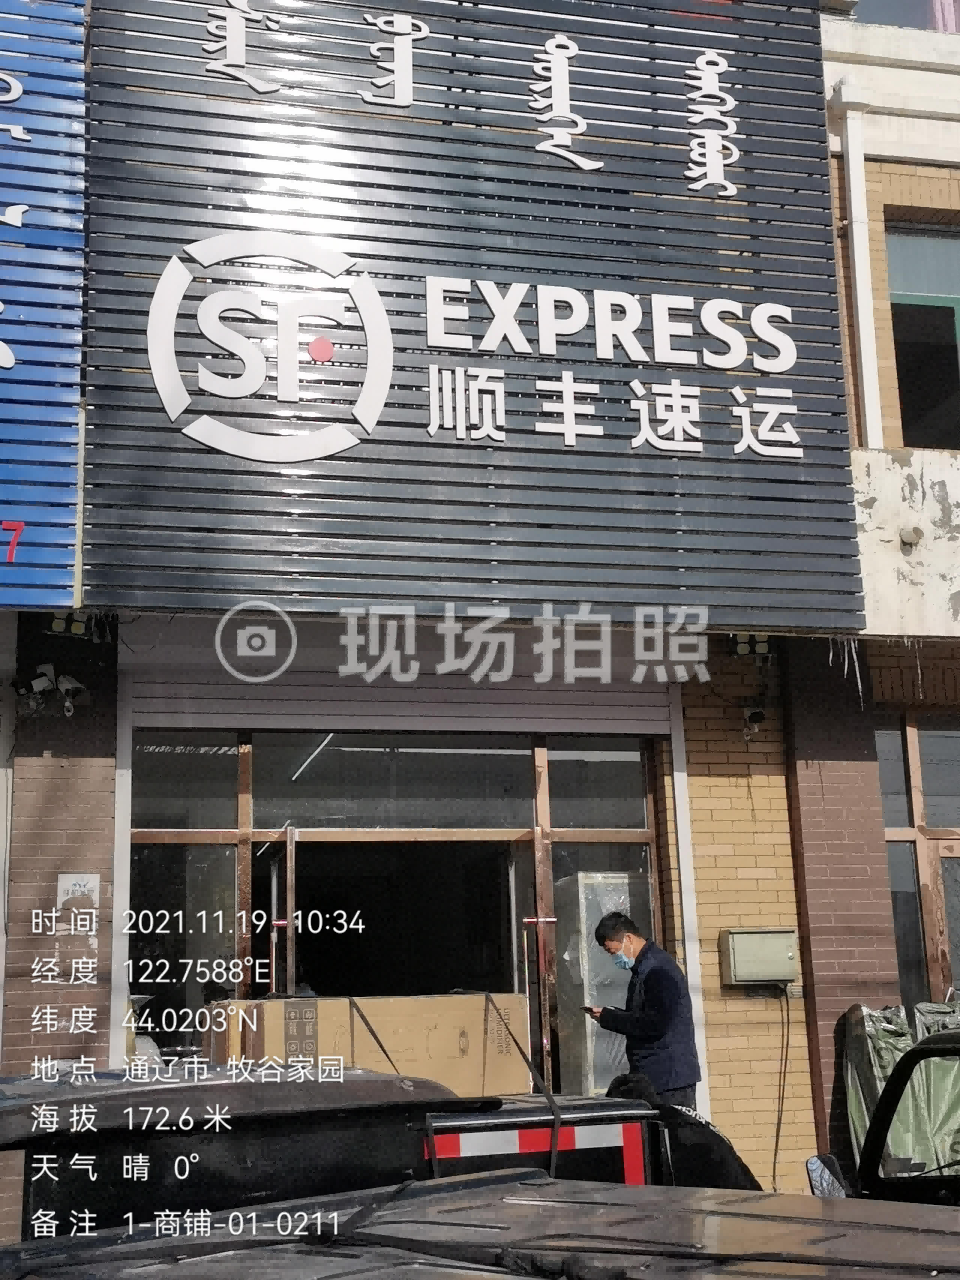 SF
EXPRESS
顺丰速运
7
现场拍照
时间 2021.11.19 10:34
经度 122.7588°E
纬度 44.0203°N
地点 通辽市·牧谷家园
海拔 172.6 米
天气 晴 0°
备注 1-商铺-01-0211